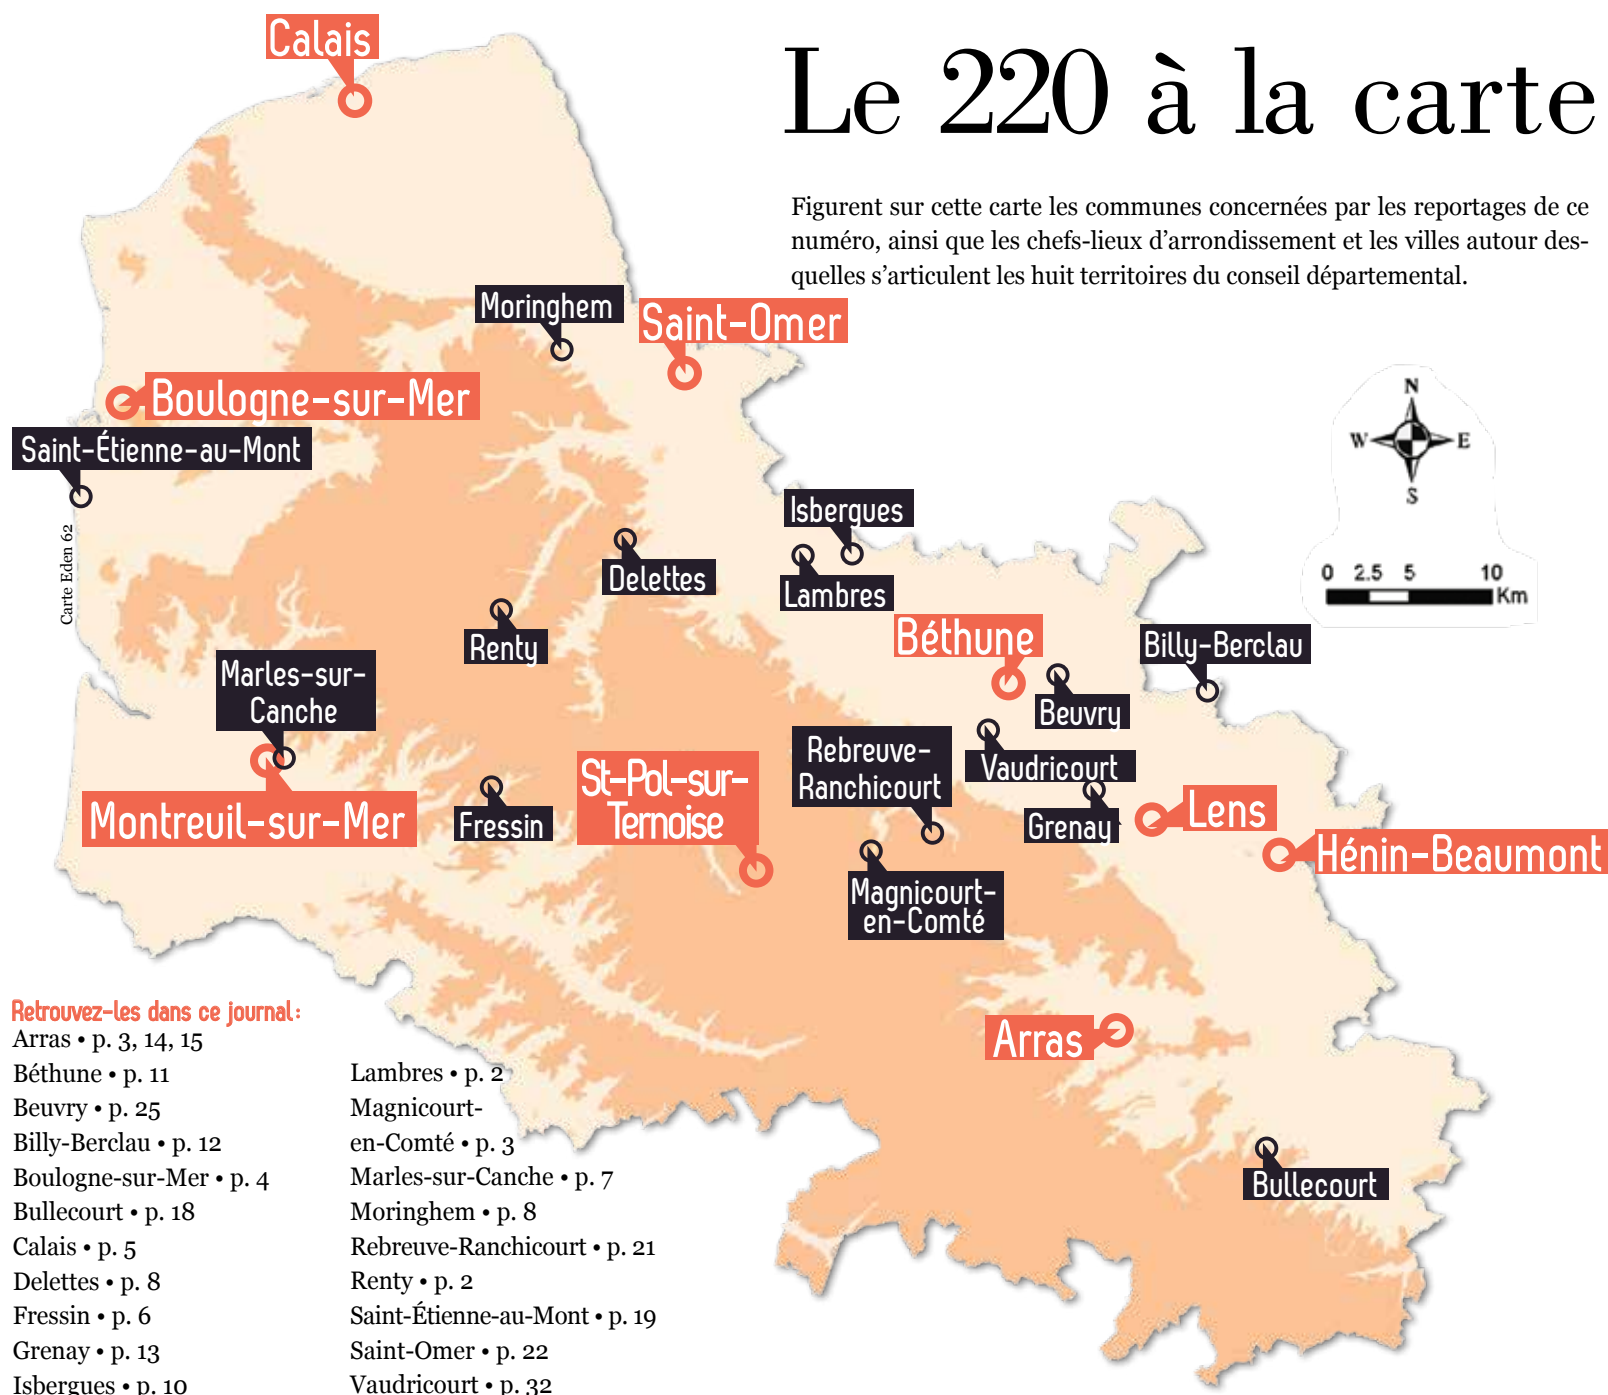 Le 220 à la carte
Figurent sur cette carte les communes concernées par les reportages de ce
numéro, ainsi que les chefs-lieux d’arrondissement et les villes autour des-
quelles s’articulent les huit territoires du conseil départemental.
Calais
Moringhem
Saint-Omer
Boulogne-sur-Mer
Saint-Étienne-au-Mont
N
W
E
S
0 2.5 5 10
Km
Isbergues
Delettes
Lambres
Carte Eden 62
Renty
Béthune
Billy-Berclau
Marles-sur-
Canche
Beuvry
Rebreuve-
Ranchicourt
Vaudricourt
St-Pol-sur-
Ternoise
Montreuil-sur-Mer
Fressin
Grenay
Lens
Hénin-Beaumont
Magnicourt-
en-Comté
Arras
Bullecourt
Retrouvez-les dans ce journal :
Arras • p. 3, 14, 15
Béthune • p. 11
Beuvry • p. 25
Billy-Berclau • p. 12
Boulogne-sur-Mer • p. 4
Bullecourt • p. 18
Calais • p. 5
Delettes • p. 8
Fressin • p. 6
Grenay • p. 13
Isbergues • p. 10
Lambres • p. 2
Magnicourt-
en-Comté • p. 3
Marles-sur-Canche • p. 7
Moringhem • p. 8
Rebreuve-Ranchicourt • p. 21
Renty • p. 2
Saint-Étienne-au-Mont • p. 19
Saint-Omer • p. 22
Vaudricourt • p. 32